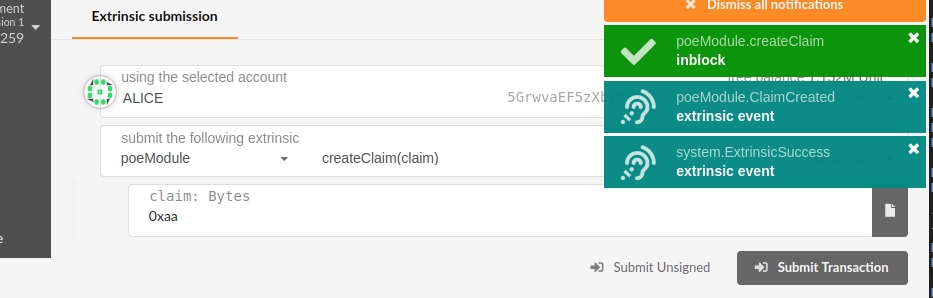 Extrinsic submission
Dismiss all notifications
sion 1
259
poeModule.createClaim
inblock
using the selected account
free balance
ALICE
poeModule.ClaimCreated
extrinsic event
submit the following extrinsic
poeModule
createClaim(claim)
system.ExtrinsicSuccess
extrinsic event
claim: Bytes
0xaa
Submit Unsigned
Submit Transaction